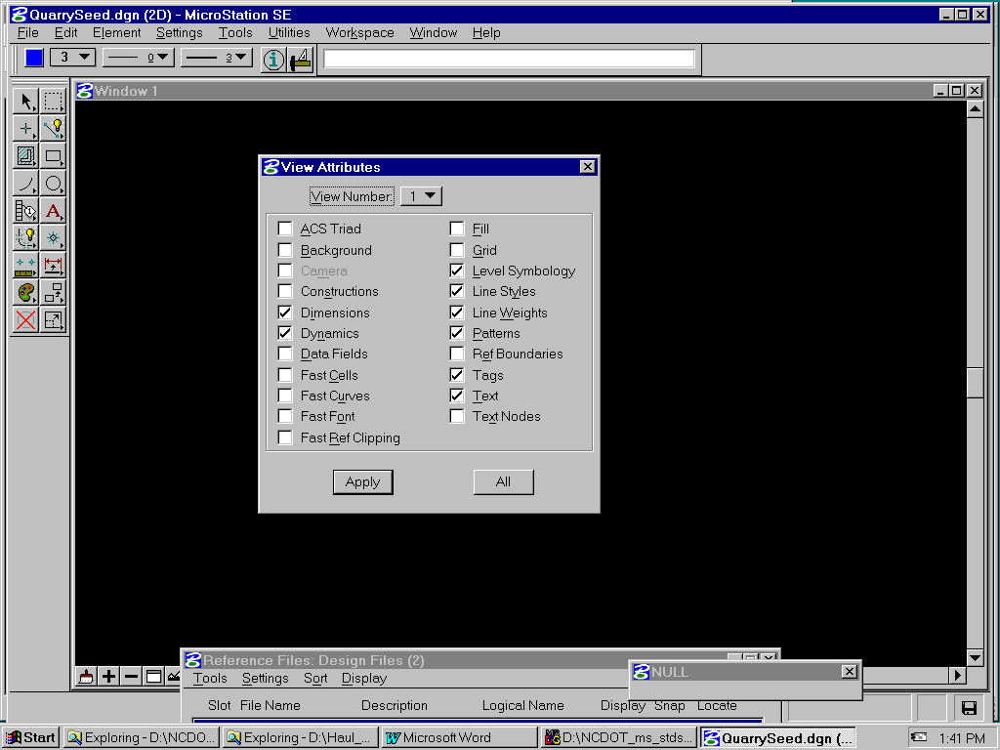 QuarrySeed.dgn (2D) - MicroStation SE
File Edit Element Settings Tools Utilities Workspace Window Help
3 0 3
Window 1
View Attributes
View Number: 1
ACS Triad Fill
Background Grid
Camera Level Symbology
Constructions Line Styles
Dimensions Line Weights
Dynamics Patterns
Data Fields Ref Boundaries
Fast Cells Tags
Fast Curves Text
Fast Font Text Nodes
Fast Ref Clipping
Apply All
Reference Files: Design Files (2)
Tools Settings Sort Display
NULL
Slot File Name Description Logical Name Display Snap Locate
Start Exploring - D:\NCDO... Exploring - D:\Haul_... Microsoft Word D:\NCDOT_ms_stds... QuarrySeed.dgn (... 1:41 PM